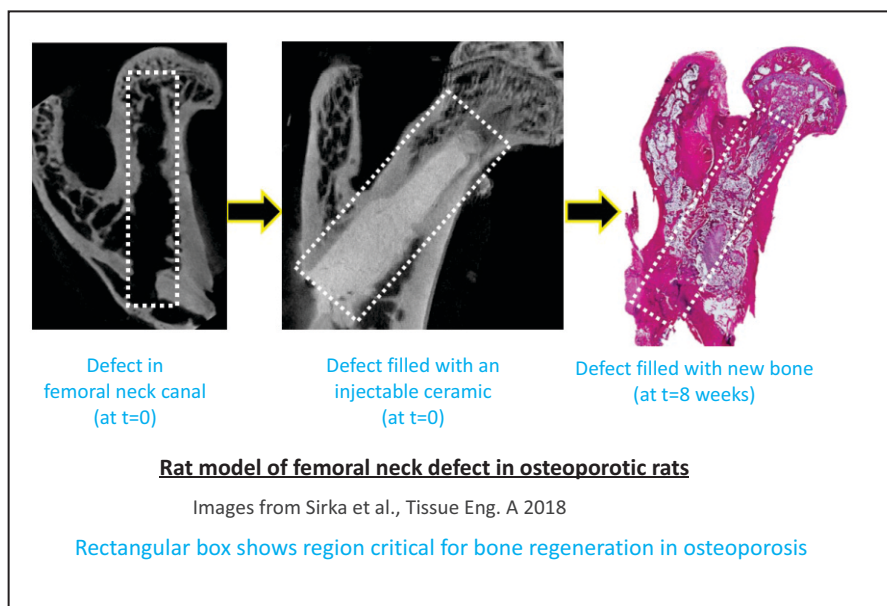 Defect in
femoral neck canal
(at t=0)
Defect filled with an
injectable ceramic
(at t=0)
Defect filled with new bone
(at t=8 weeks)
Rat model of femoral neck defect in osteoporotic rats
Images from Sirka et al., Tissue Eng. A 2018
Rectangular box shows region critical for bone regeneration in osteoporosis